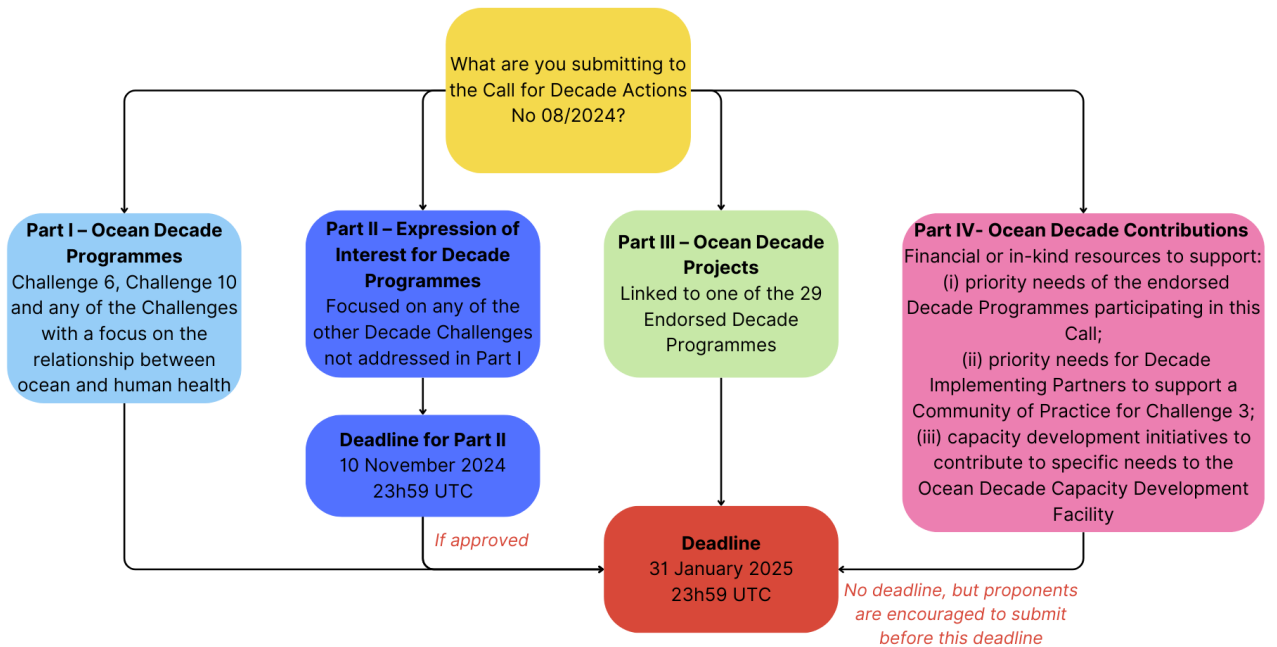 What are you submitting to
the Call for Decade Actions
No 08/2024?
Part I – Ocean Decade
Programmes
Challenge 6, Challenge 10
and any of the Challenges
with a focus on the
relationship between
ocean and human health
Part II – Expression of
Interest for Decade
Programmes
Focused on any of the
other Decade Challenges
not addressed in Part I
Deadline for Part II
10 November 2024
23h59 UTC
If approved
Part III – Ocean Decade
Projects
Linked to one of the 29
Endorsed Decade
Programmes
Part IV- Ocean Decade Contributions
Financial or in-kind resources to support:
(i) priority needs of the endorsed
Decade Programmes participating in this
Call;
(ii) priority needs for Decade
Implementing Partners to support a
Community of Practice for Challenge 3;
(iii) capacity development initiatives to
contribute to specific needs to the
Ocean Decade Capacity Development
Facility
Deadline
31 January 2025
23h59 UTC
No deadline, but proponents
are encouraged to submit
before this deadline